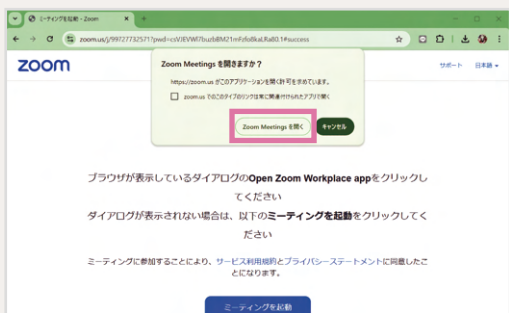 ミーティングを起動 - Zoom
zoom
Zoom Meetings を開きますか？
https://zoom.us がこのアプリケーションを開く許可を求めています。
zoom.us でのこのタイプのリンクは常に関連付けられたアプリで開く
Zoom Meetings を開く
キャンセル
サポート 日本語
ブラウザが表示しているダイアログのOpen Zoom Workplace appをクリックし
てください
ダイアログが表示されない場合は、以下のミーティングを起動をクリックしてく
ださい
ミーティングに参加することにより、サービス利用規約とプライバシーステートメントに同意したこ
とになります。
ミーティングを起動